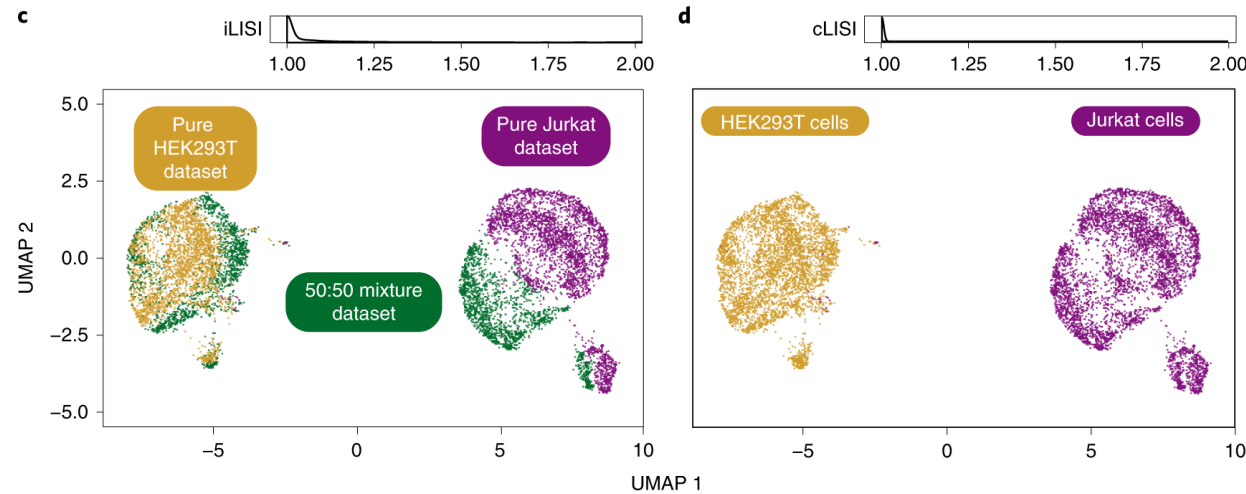 c
iLISI
1.00 1.25 1.50 1.75 2.00
5.0
2.5
0.0
−2.5
−5.0
UMAP 2
Pure
HEK293T
dataset
Pure Jurkat
dataset
50:50 mixture
dataset
−5 0 5 10
d
cLISI
1.00 1.25 1.50 1.75 2.00
HEK293T cells
Jurkat cells
−5 0 5 10
UMAP 1